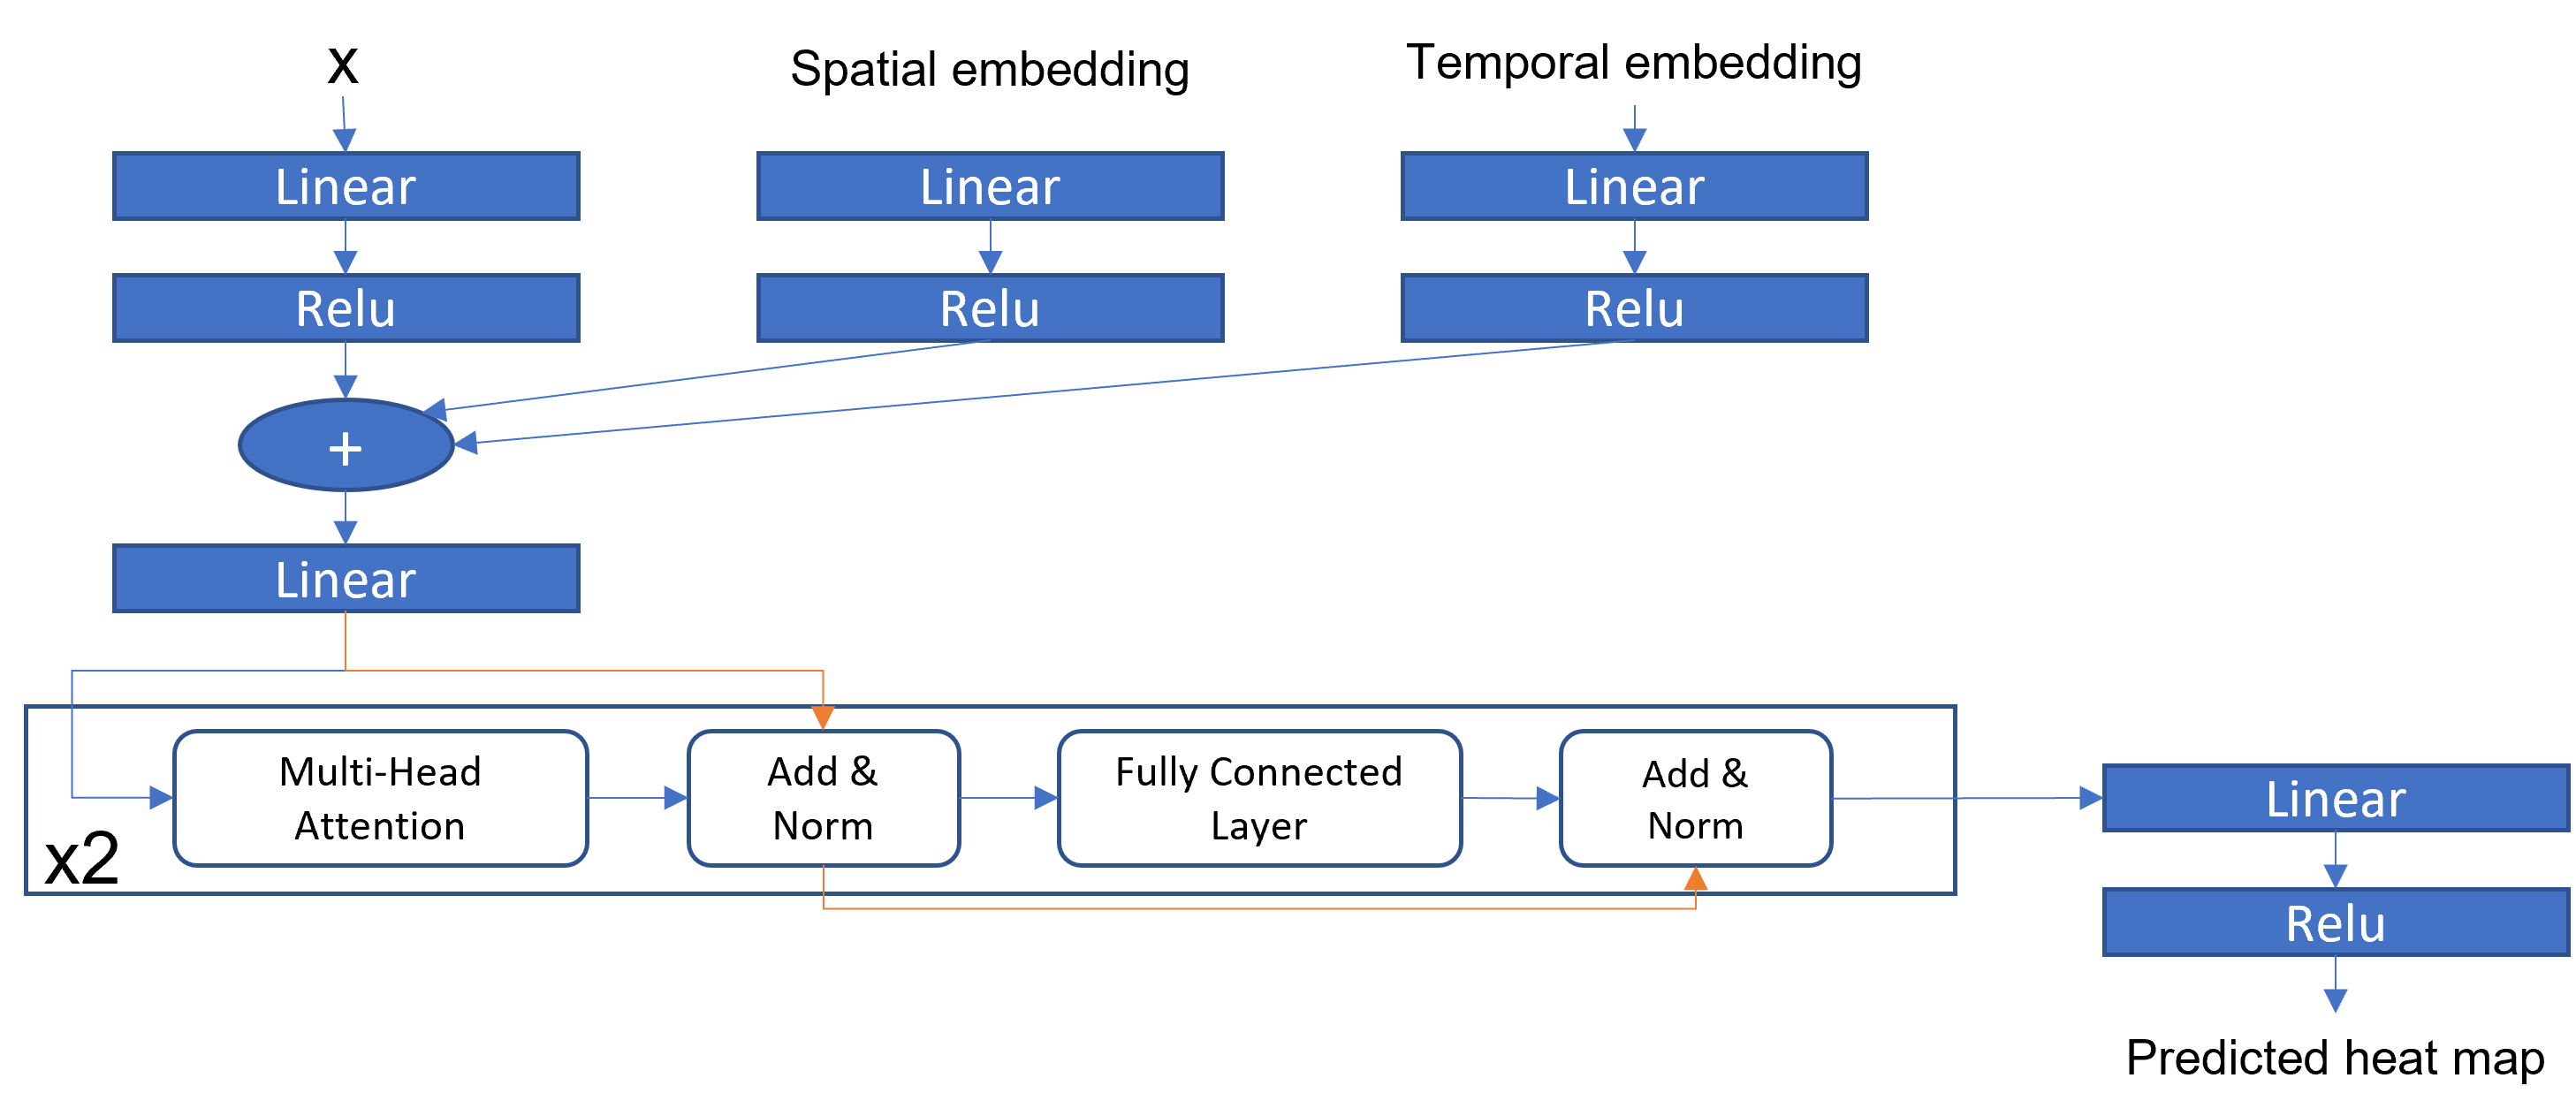 x
Spatial embedding
Temporal embedding
Linear
Linear
Linear
Relu
Relu
Relu
+
Linear
Multi-Head
Attention
Add &
Norm
Fully Connected
Layer
Add &
Norm
x2
Linear
Relu
Predicted heat map